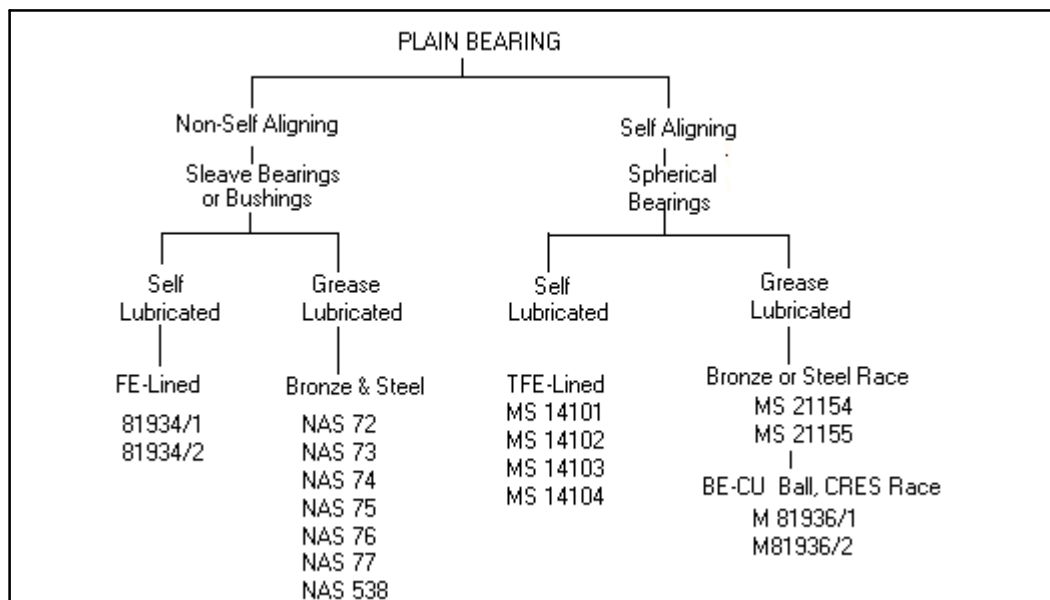 PLAIN BEARING
Non-Self Aligning
Sleave Bearings
or Bushings
Self
Lubricated
FE-Lined
81934/1
81934/2
Grease
Lubricated
Bronze & Steel
NAS 72
NAS 73
NAS 74
NAS 75
NAS 76
NAS 77
NAS 538
Self Aligning
Spherical
Bearings
Self
Lubricated
TFE-Lined
MS 14101
MS 14102
MS 14103
MS 14104
Grease
Lubricated
Bronze or Steel Race
MS 21154
MS 21155
BE-CU Ball, CRES Race
M 81936/1
M81936/2